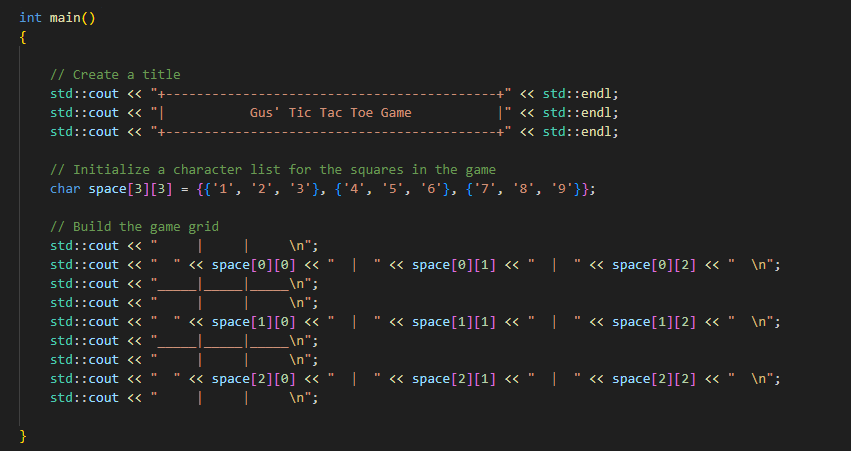 int main()
{
// Create a title
std::cout << "+-------------------------------------------+" << std::endl;
std::cout << "|           Gus' Tic Tac Toe Game           |" << std::endl;
std::cout << "+-------------------------------------------+" << std::endl;
// Initialize a character list for the squares in the game
char space[3][3] = {{'1', '2', '3'}, {'4', '5', '6'}, {'7', '8', '9'}};
// Build the game grid
std::cout << "     |     |     \n";
std::cout << "  " << space[0][0] << "  |  " << space[0][1] << "  |  " << space[0][2] << "  \n";
std::cout << "_____|_____|_____\n";
std::cout << "     |     |     \n";
std::cout << "  " << space[1][0] << "  |  " << space[1][1] << "  |  " << space[1][2] << "  \n";
std::cout << "_____|_____|_____\n";
std::cout << "     |     |     \n";
std::cout << "  " << space[2][0] << "  |  " << space[2][1] << "  |  " << space[2][2] << "  \n";
std::cout << "     |     |     \n";
}